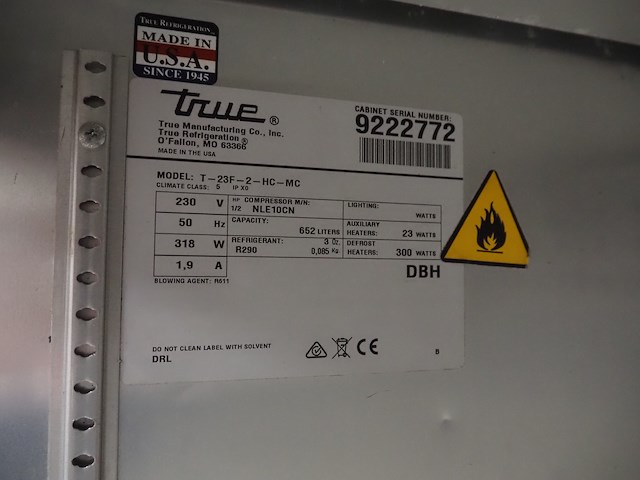 TRUE REFRIGERATION
MADE IN
U.S.A.
SINCE 1945
true ®
True Manufacturing Co., Inc.
True Refrigeration®
O'Fallon, MO 63366
MADE IN THE USA
CABINET SERIAL NUMBER:
9222772
MODEL: T-23F-2-HC-MC
CLIMATE CLASS: 5 IP X0
230 V
50 Hz
318 W
1,9 A
HP COMPRESSOR M/N:
1/2 NLE10CN
CAPACITY:
652 LITERS
REFRIGERANT: 3 Oz.
R290 0,085 Kg.
LIGHTING:
WATTS
AUXILIARY
HEATERS: 23 WATTS
DEFROST
HEATERS: 300 WATTS
DBH
BLOWING AGENT: R611
DO NOT CLEAN LABEL WITH SOLVENT
DRL
CE
B